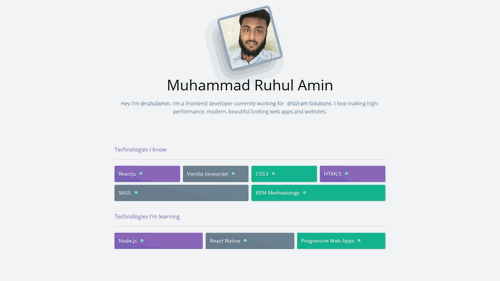 Muhammad Ruhul Amin
Hey I'm @ruhulamin. I'm a Frontend developer currently working for @Sizram Solutions. I love making high-
performance, modern, beautiful looking web apps and websites.
Technologies I know
Reactjs
Vanilla Javascript
CSS3
HTML5
SASS
BEM Methodology
Technologies I'm learning
Node.js
React Native
Progressive Web Apps